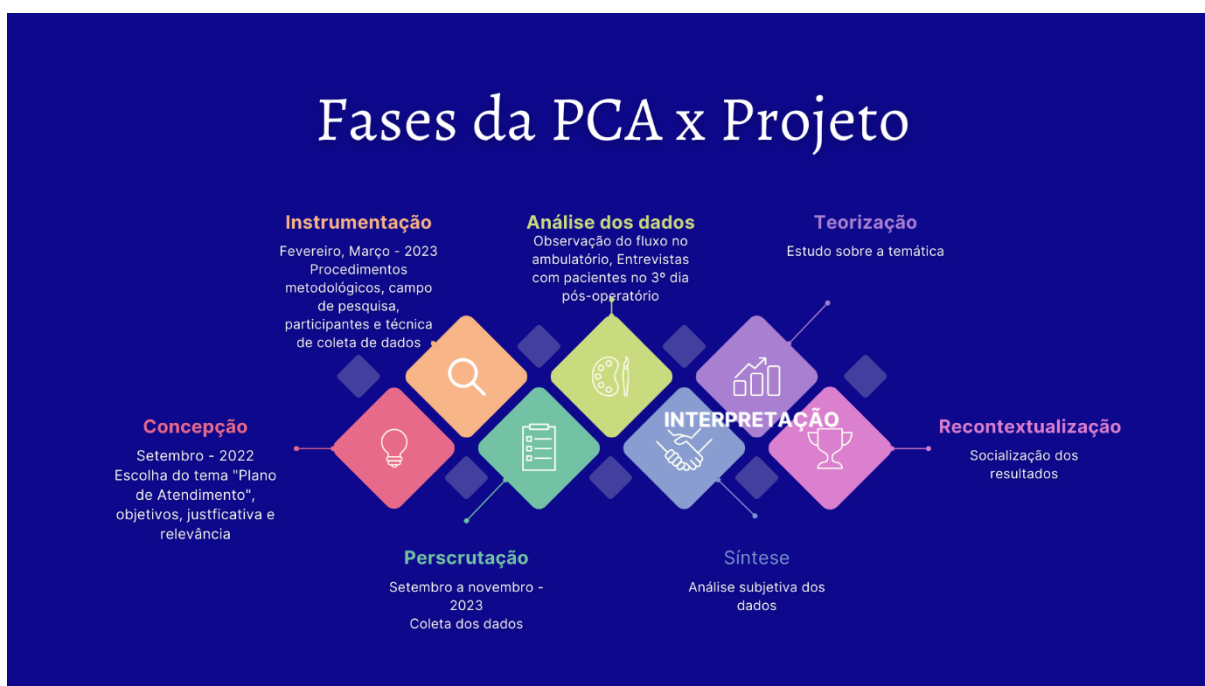 Fases da PCA x Projeto
Instrumentação
Fevereiro, Março - 2023
Procedimentos
metodológicos, campo
de pesquisa,
participantes e técnica
de coleta de dados
Análise dos dados
Observação do fluxo no
ambulatório, Entrevistas
com pacientes no 3º dia
pós-operatório
Teorização
Estudo sobre a temática
Concepção
Setembro - 2022
Escolha do tema "Plano
de Atendimento",
objetivos, justficativa e
relevância
INTERPRETAÇÃO
Recontextualização
Socialização dos
resultados
Perscrutação
Setembro a novembro -
2023
Coleta dos dados
Síntese
Análise subjetiva dos
dados